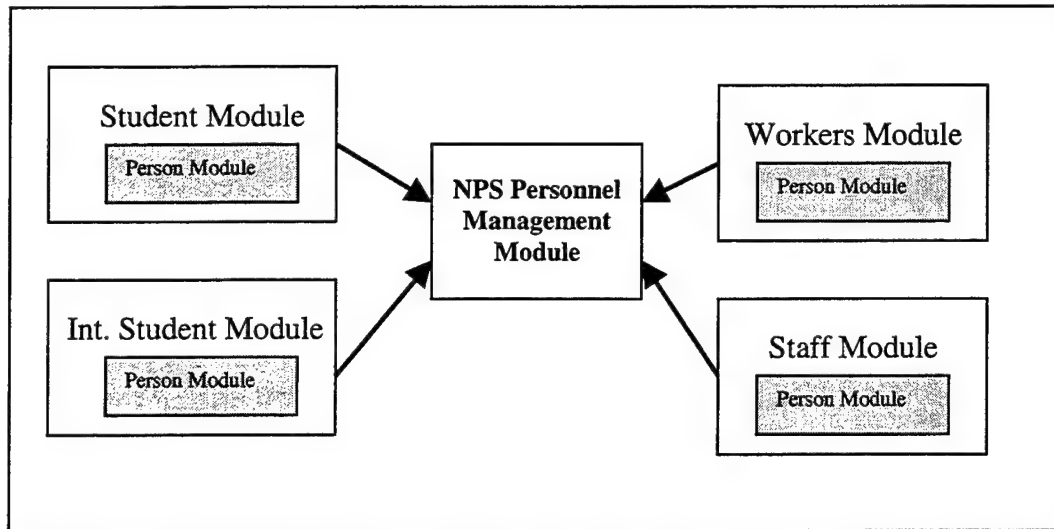 Student Module
Person Module
Int. Student Module
Person Module
NPS Personnel
Management
Module
Workers Module
Person Module
Staff Module
Person Module